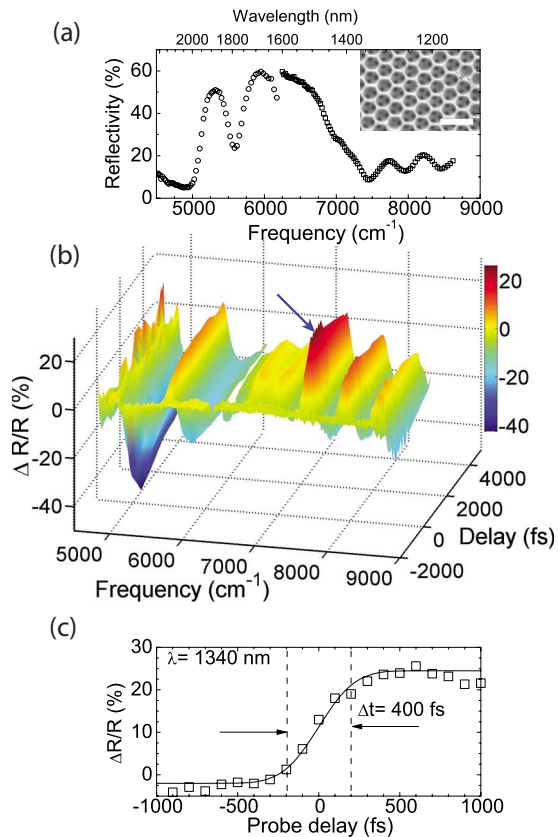 (a)
Wavelength (nm)
2000 1800 1600 1400 1200
Reflectivity (%)
60
40
20
0
5000 6000 7000 8000 9000
Frequency (cm⁻¹)
(b)
Δ R/R (%)
20
0
-20
-40
20
0
-20
-40
5000 6000 7000 8000 9000
Frequency (cm⁻¹)
4000
2000
0
-2000
Delay (fs)
(c)
λ= 1340 nm
ΔR/R (%)
30
20
10
0
Δt= 400 fs
-1000 -500 0 500 1000
Probe delay (fs)